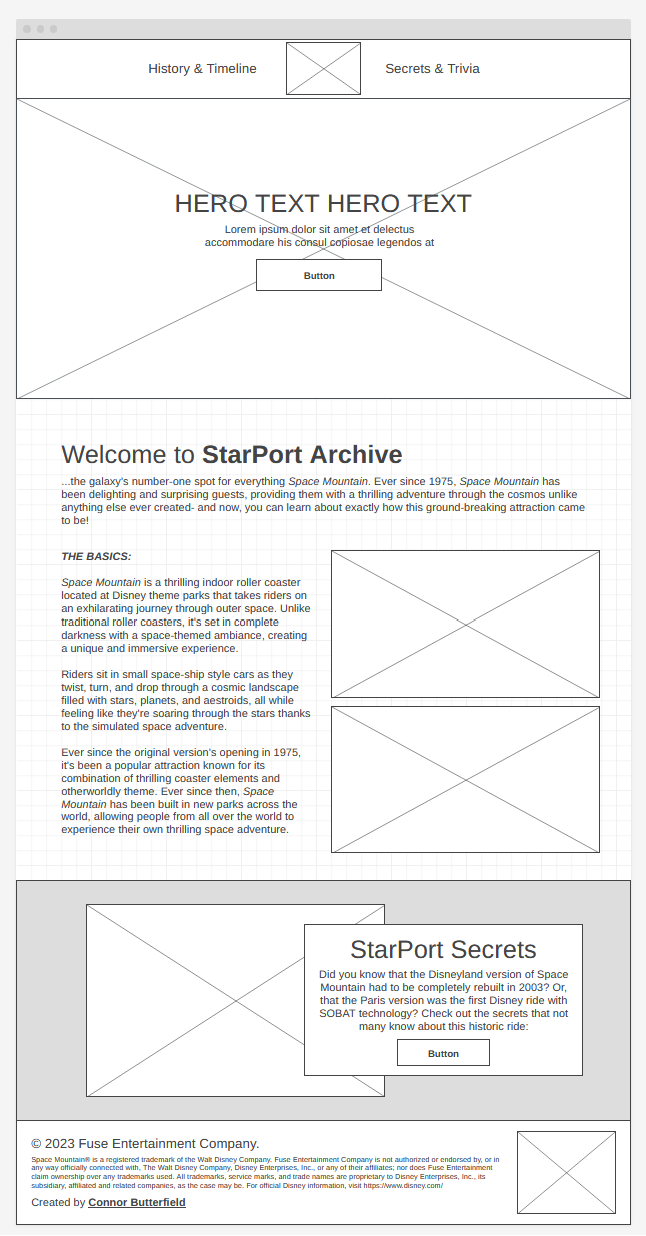 History & Timeline
Secrets & Trivia
HERO TEXT HERO TEXT
Lorem ipsum dolor sit amet et delectus
accommodare his consul copiosae legendos at
Button
Welcome to StarPort Archive
...the galaxy's number-one spot for everything Space Mountain. Ever since 1975, Space Mountain has
been delighting and surprising guests, providing them with a thrilling adventure through the cosmos unlike
anything else ever created- and now, you can learn about exactly how this ground-breaking attraction came
to be!
THE BASICS:
Space Mountain is a thrilling indoor roller coaster
located at Disney theme parks that takes riders on
an exhilarating journey through outer space. Unlike
traditional roller coasters, it's set in complete
darkness with a space-themed ambiance, creating
a unique and immersive experience.
Riders sit in small space-ship style cars as they
twist, turn, and drop through a cosmic landscape
filled with stars, planets, and aestroids, all while
feeling like they're soaring through the stars thanks
to the simulated space adventure.
Ever since the original version's opening in 1975,
it's been a popular attraction known for its
combination of thrilling coaster elements and
otherworldly theme. Ever since then, Space
Mountain has been built in new parks across the
world, allowing people from all over the world to
experience their own thrilling space adventure.
StarPort Secrets
Did you know that the Disneyland version of Space
Mountain had to be completely rebuilt in 2003? Or,
that the Paris version was the first Disney ride with
SOBAT technology? Check out the secrets that not
many know about this historic ride:
Button
© 2023 Fuse Entertainment Company.
Space Mountain® is a registered trademark of the Walt Disney Company. Fuse Entertainment Company is not authorized or endorsed by, or in
any way officially connected with, The Walt Disney Company, Disney Enterprises, Inc., or any of their affiliates; nor does Fuse Entertainment
claim ownership over any trademarks used. All trademarks, service marks, and trade names are proprietary to Disney Enterprises, Inc., its
subsidiary, affiliated and related companies, as the case may be. For official Disney information, visit https://www.disney.com/
Created by Connor Butterfield